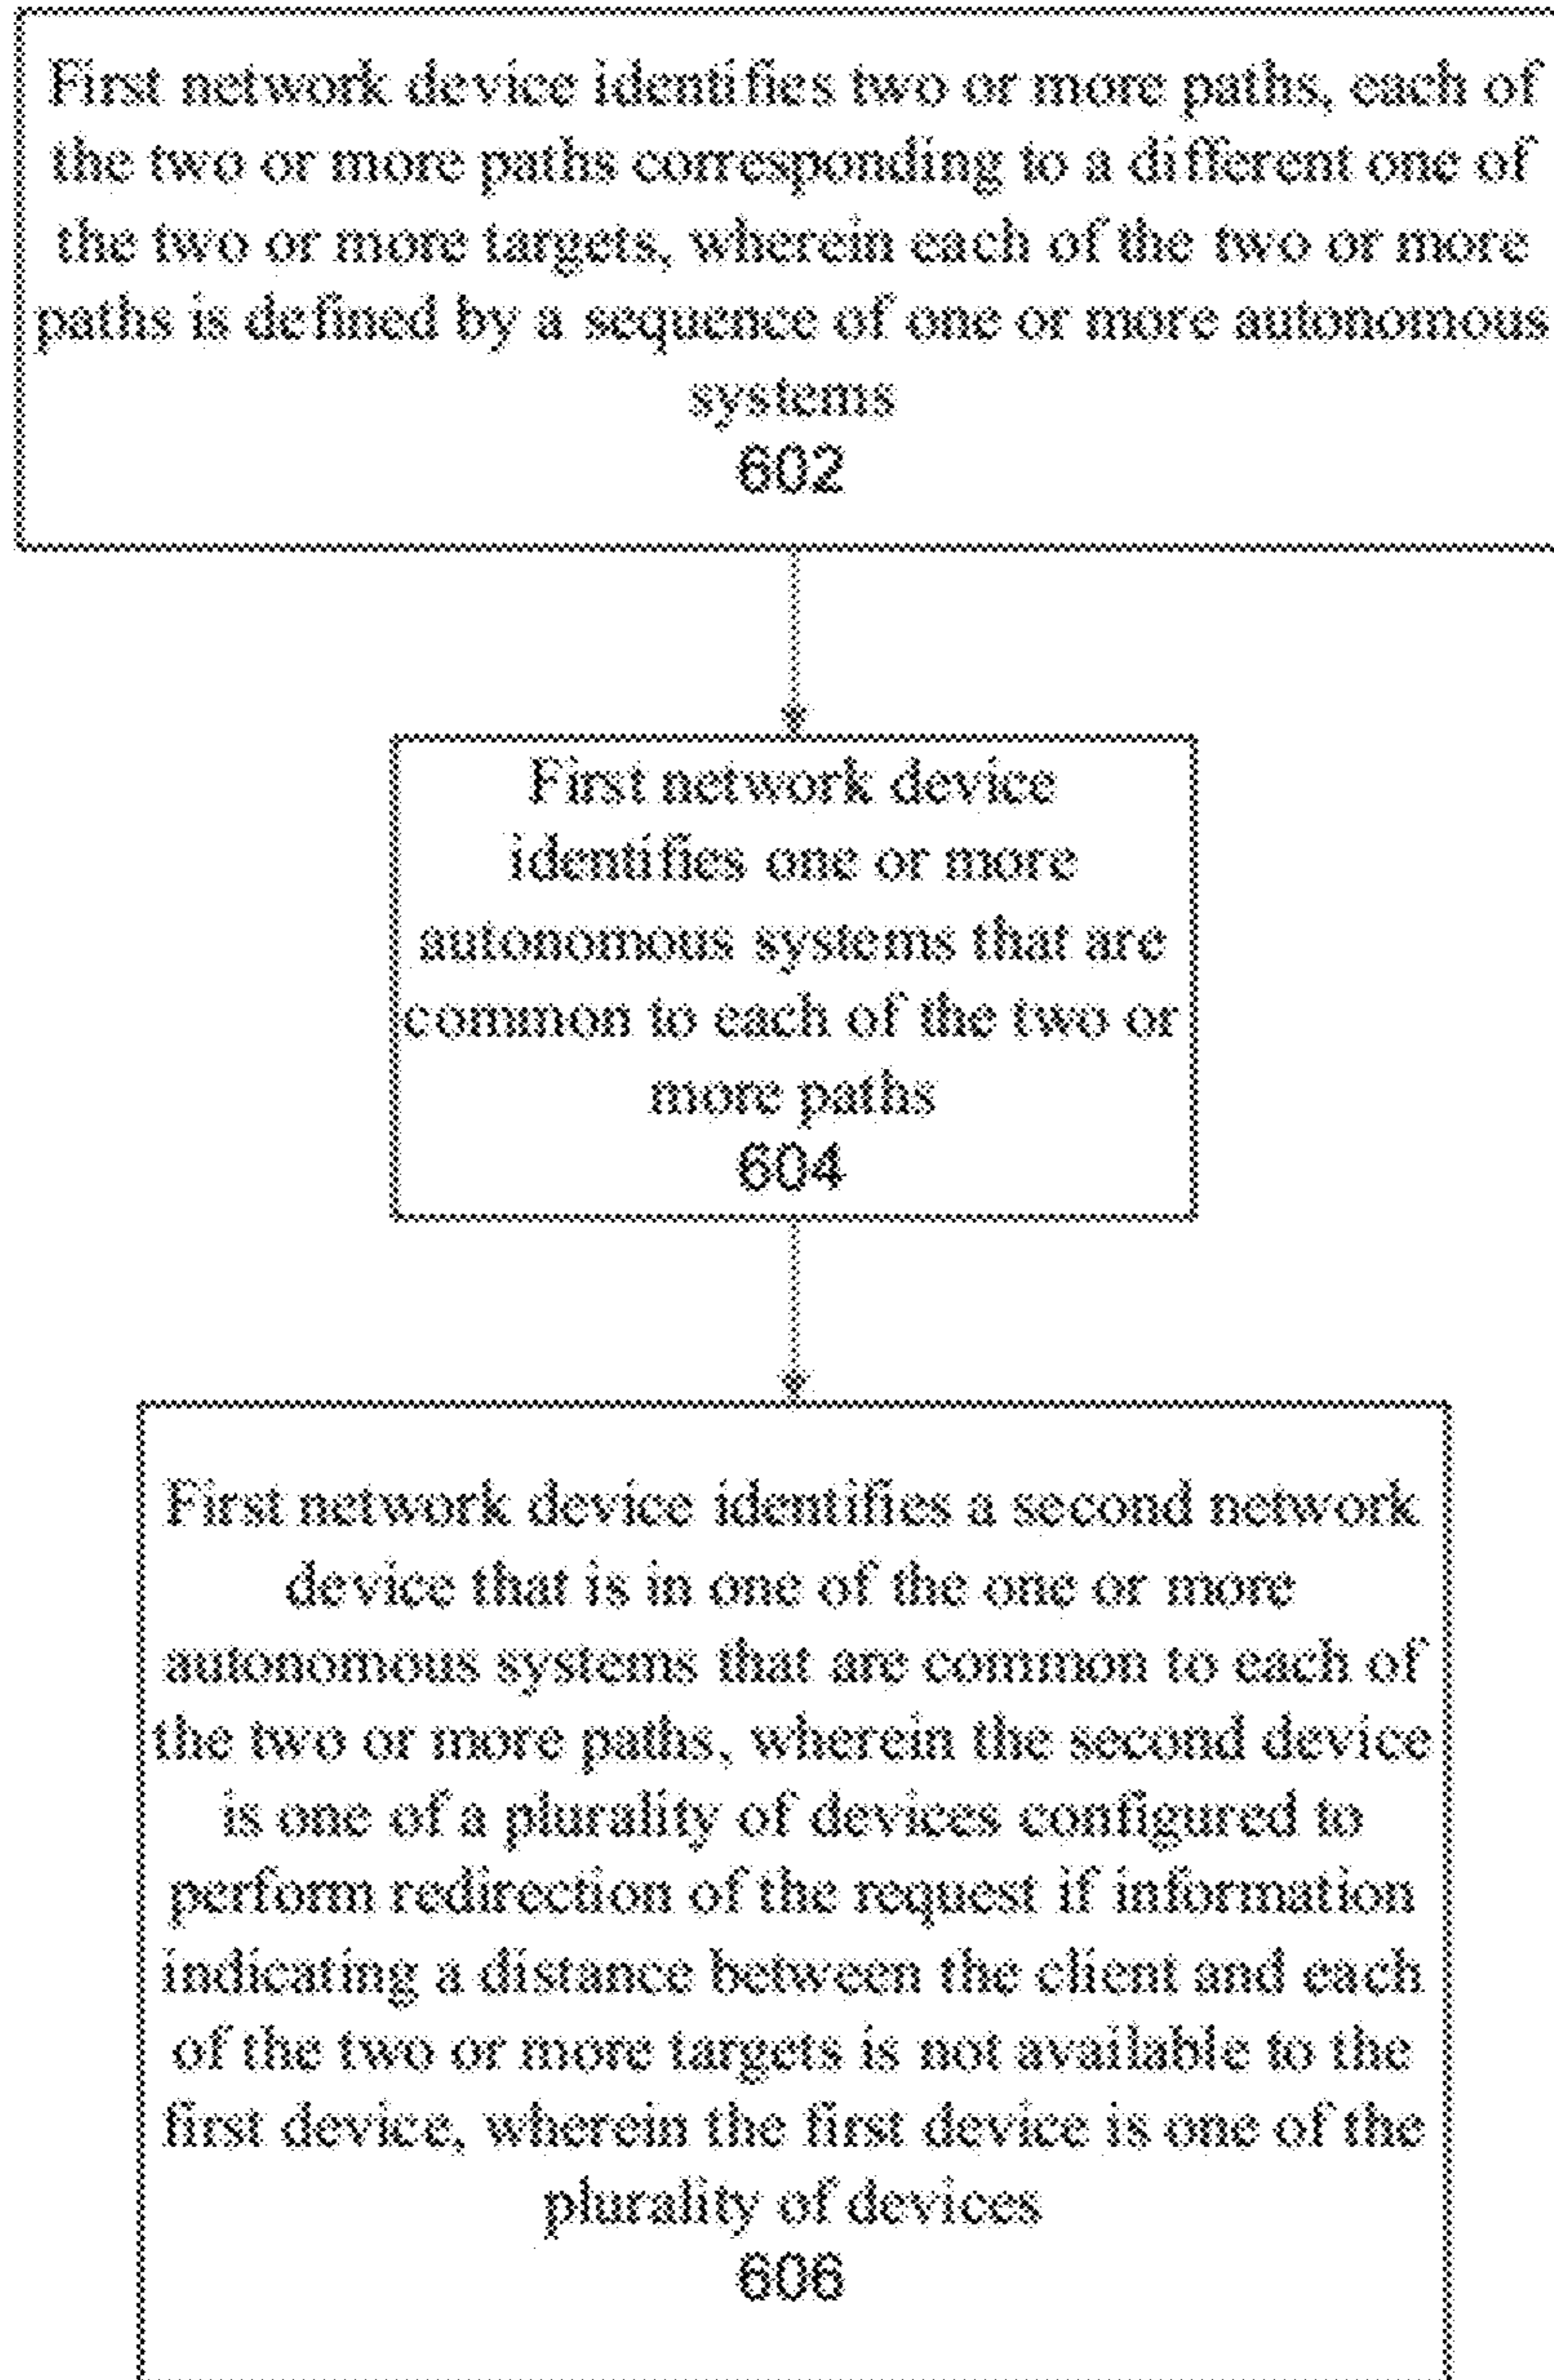 First network device identifies two or more paths, each of
the two or more paths corresponding to a different one of
the two or more targets, wherein each of the two or more
paths is defined by a sequence of one or more autonomous
systems
602
First network device
identifies one or more
autonomous systems that are
common to each of the two or
more paths
604
First network device identifies a second network
device that is in one of the one or more
autonomous systems that are common to each of
the two or more paths, wherein the second device
is one of a plurality of devices configured to
perform redirection of the request if information
indicating a distance between the client and each
of the two or more targets is not available to the
first device, wherein the first device is one of the
plurality of devices
606